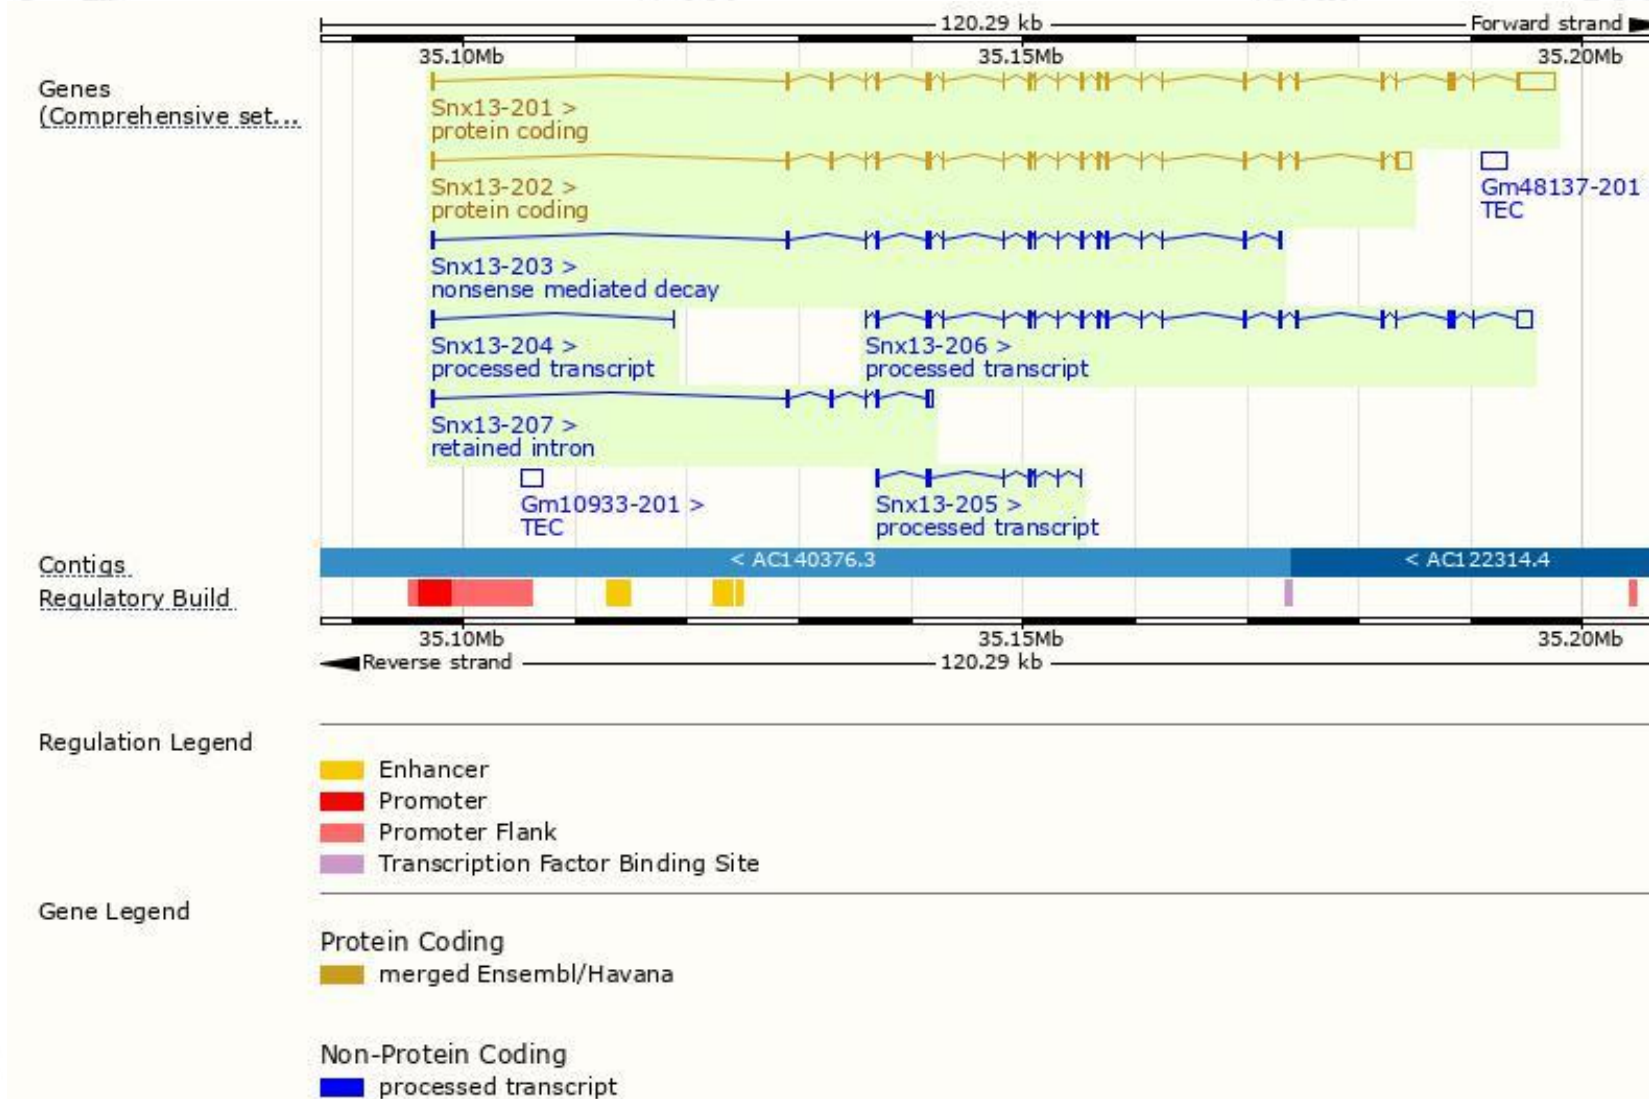 120.29 kb Forward strand
35.10Mb 35.15Mb 35.20Mb
Genes
(Comprehensive set...
Snx13-201 >
protein coding
Snx13-202 >
protein coding
Gm48137-201
TEC
Snx13-203 >
nonsense mediated decay
Snx13-204 >
processed transcript
Snx13-206 >
processed transcript
Snx13-207 >
retained intron
Gm10933-201 >
TEC
Snx13-205 >
processed transcript
Contigs
< AC140376.3
< AC122314.4
Regulatory Build
35.10Mb 35.15Mb 35.20Mb
Reverse strand 120.29 kb
Regulation Legend
Enhancer
Promoter
Promoter Flank
Transcription Factor Binding Site
Gene Legend
Protein Coding
merged Ensembl/Havana
Non-Protein Coding
processed transcript